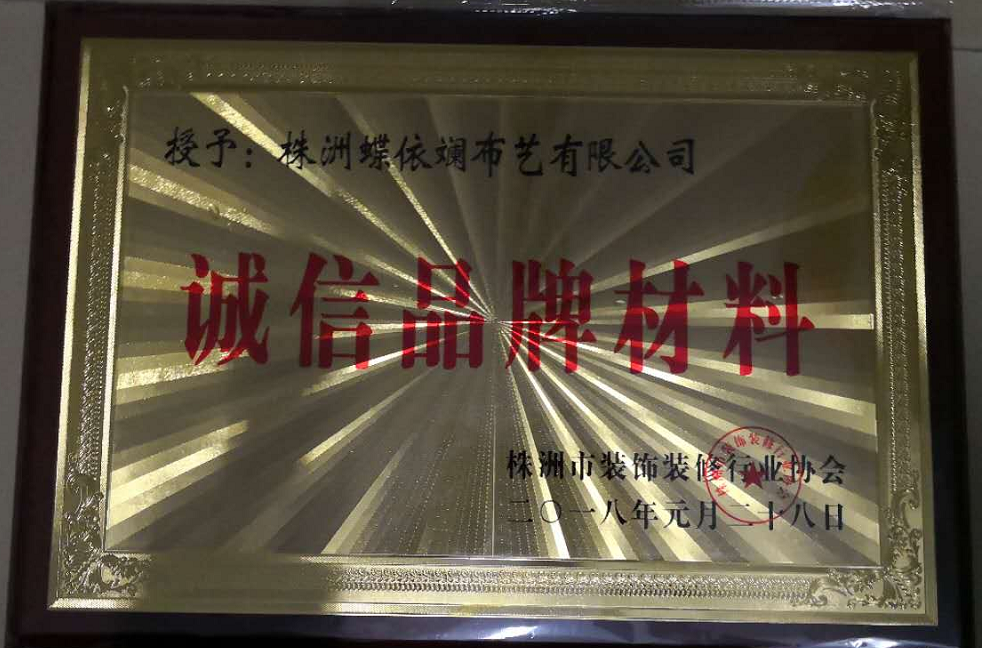 授予：株洲蝶依斓布艺有限公司
诚信品牌材料
株洲市装饰装修行业协会
二〇一八年元月二十八日